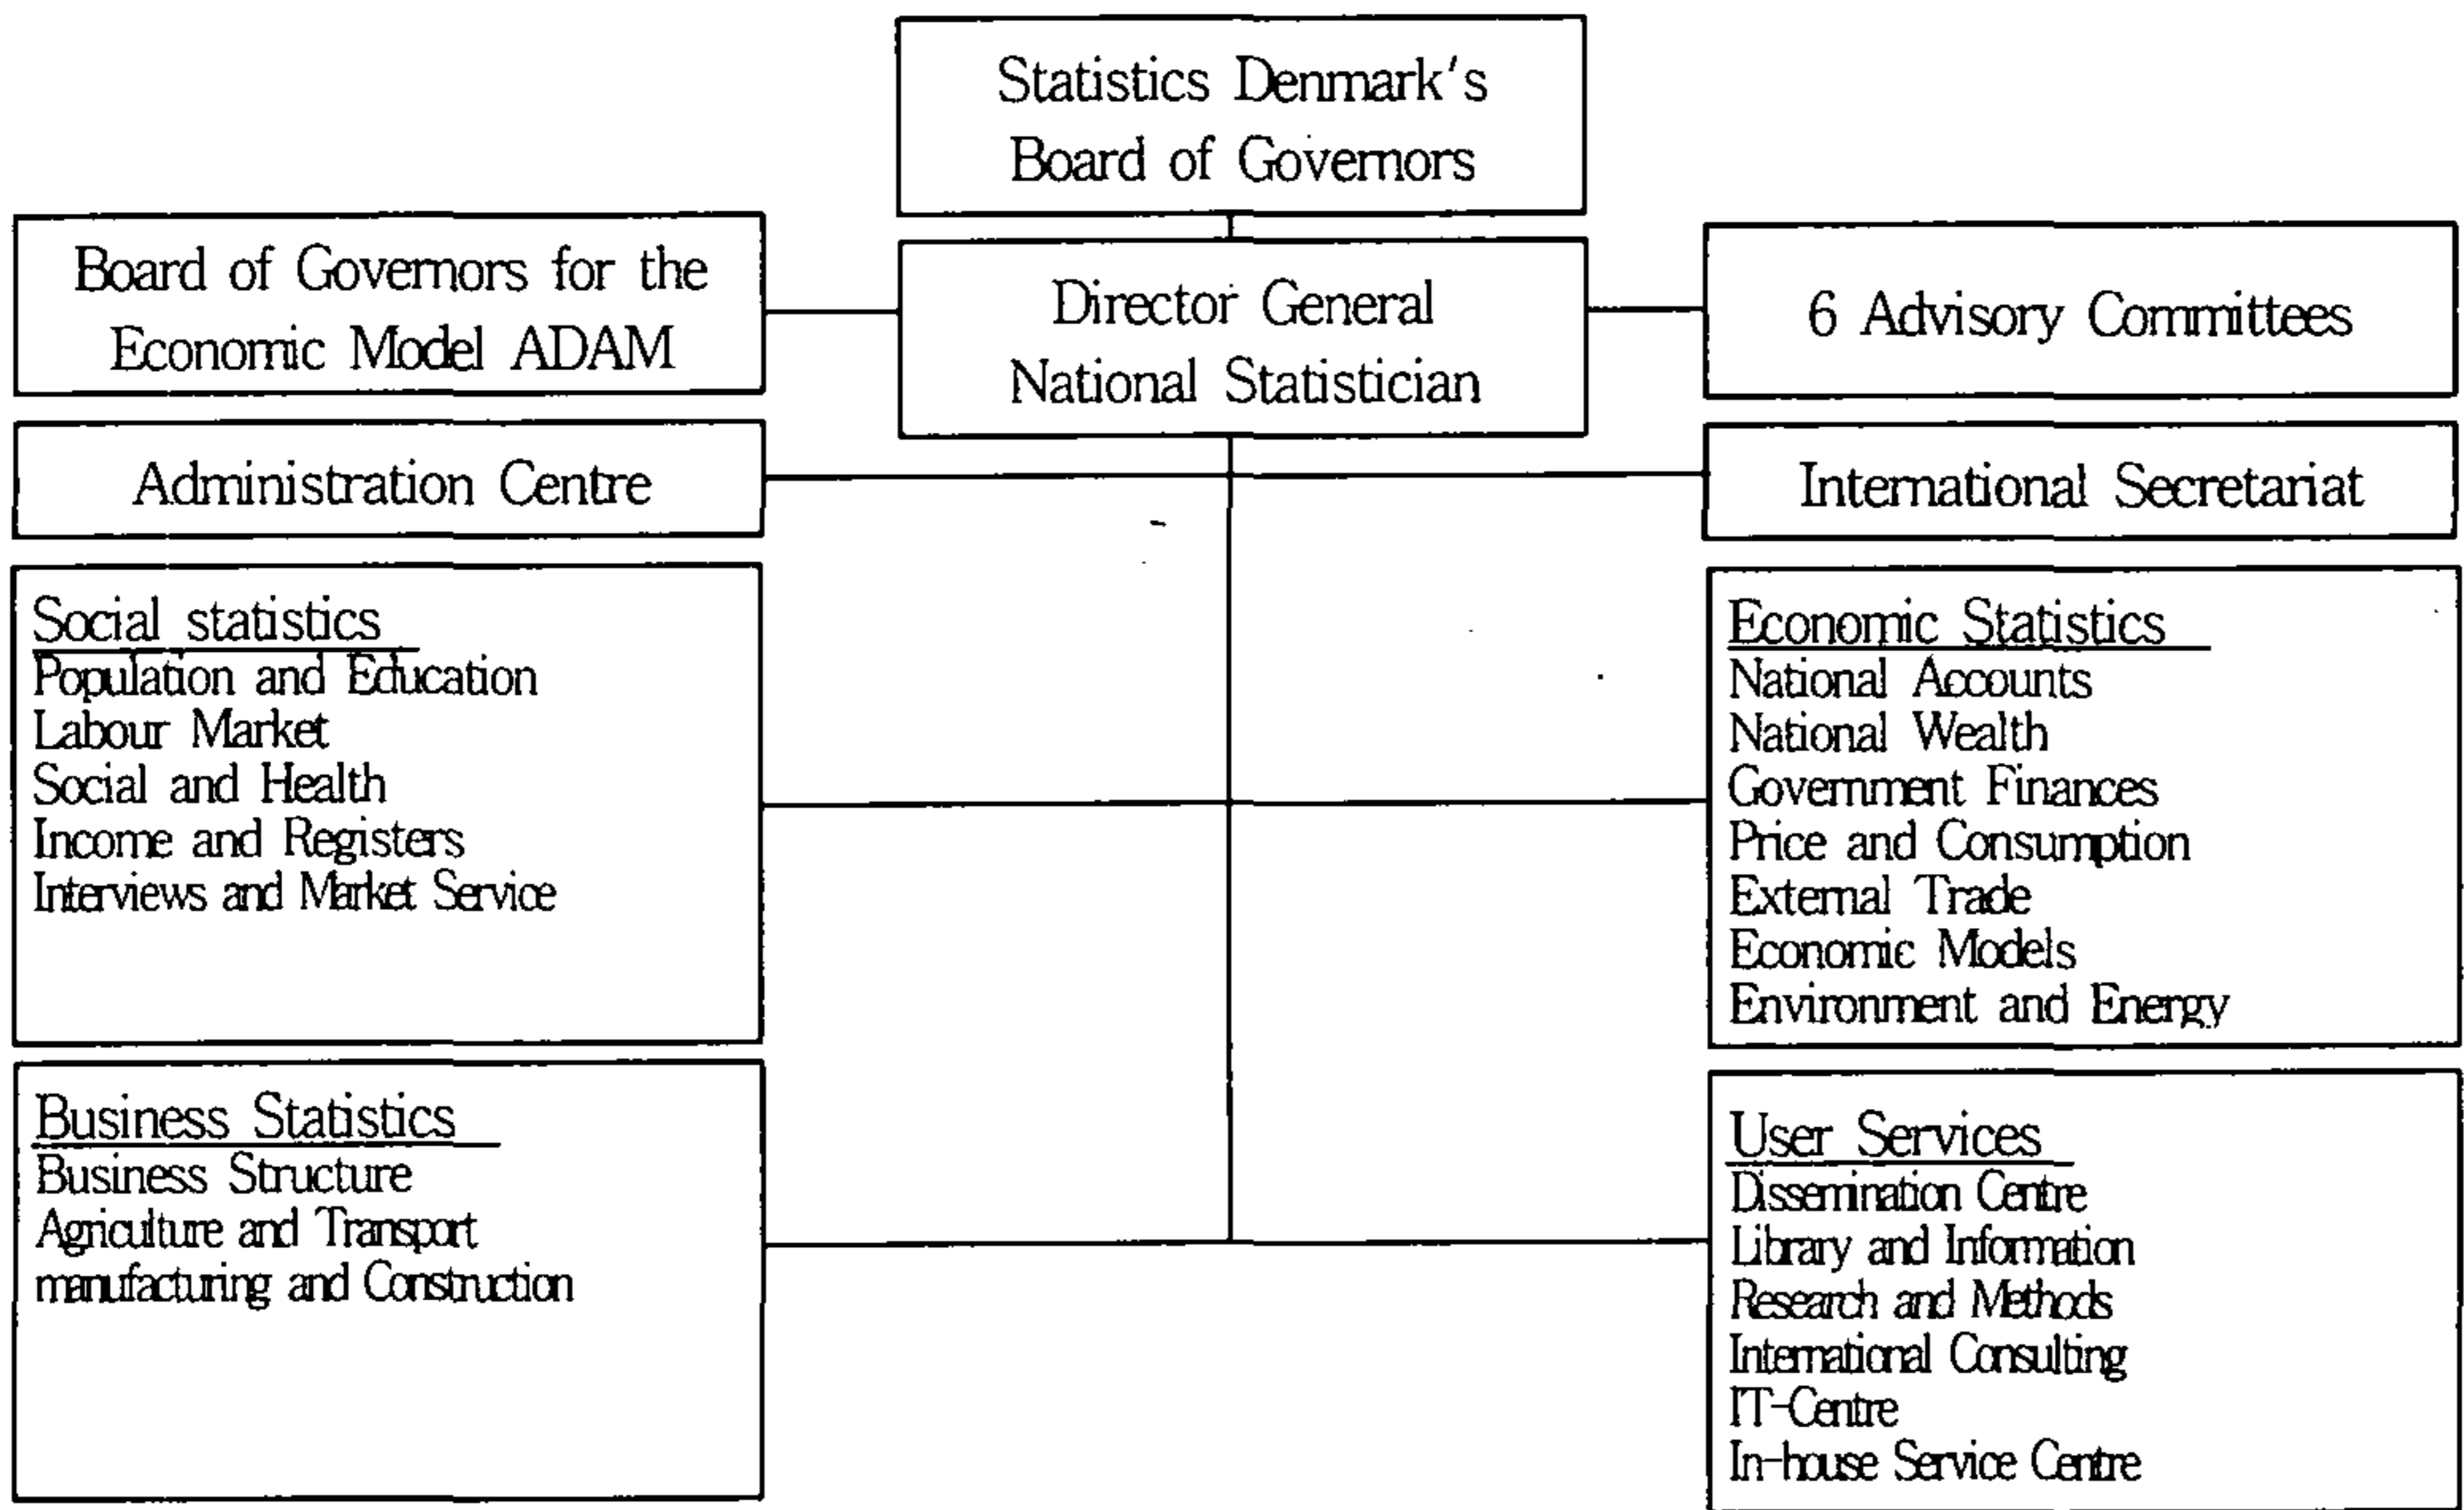 Statistics Denmark's
Board of Governors
Board of Governors for the
Economic Model ADAM
Director General
National Statistician
6 Advisory Committees
Administration Centre
International Secretariat
Social statistics
Population and Education
Labour Market
Social and Health
Income and Registers
Interviews and Market Service
Economic Statistics
National Accounts
National Wealth
Government Finances
Price and Consumption
External Trade
Economic Models
Environment and Energy
Business Statistics
Business Structure
Agriculture and Transport
manufacturing and Construction
User Services
Dissemination Centre
Library and Information
Research and Methods
International Consulting
IT-Centre
In-house Service Centre